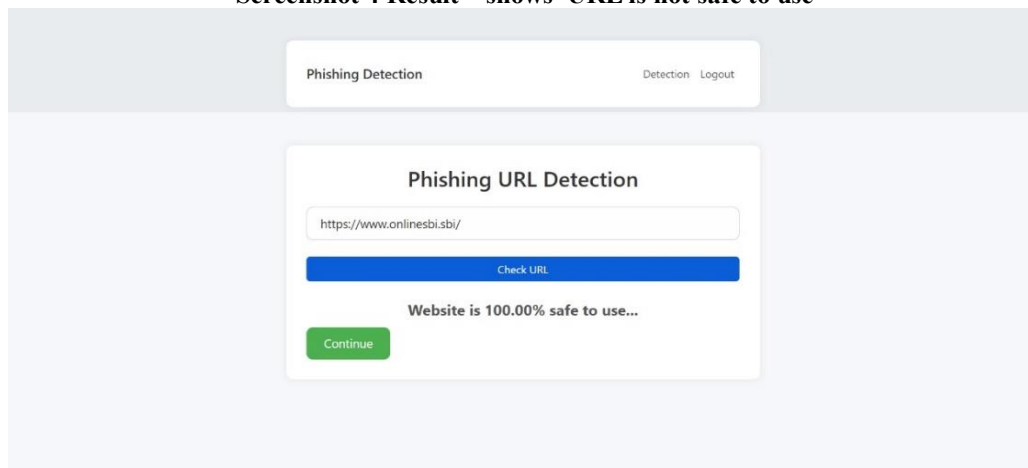 Screenshot 4 Result – shows URL is not safe to use
Phishing Detection
Detection Logout
Phishing URL Detection
https://www.onlinesbi.sbi/
Check URL
Website is 100.00% safe to use...
Continue